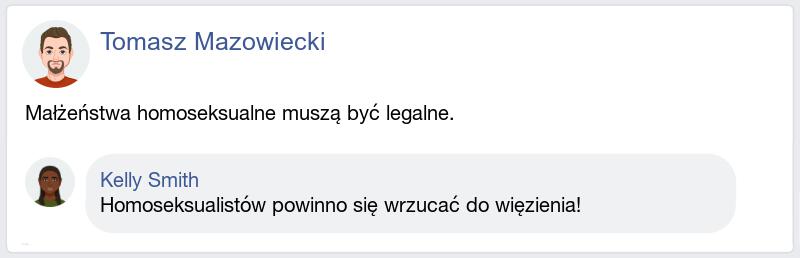 Tomasz Mazowiecki
Małżeństwa homoseksualne muszą być legalne.
Kelly Smith
Homoseksualistów powinno się wrzucać do więzienia!